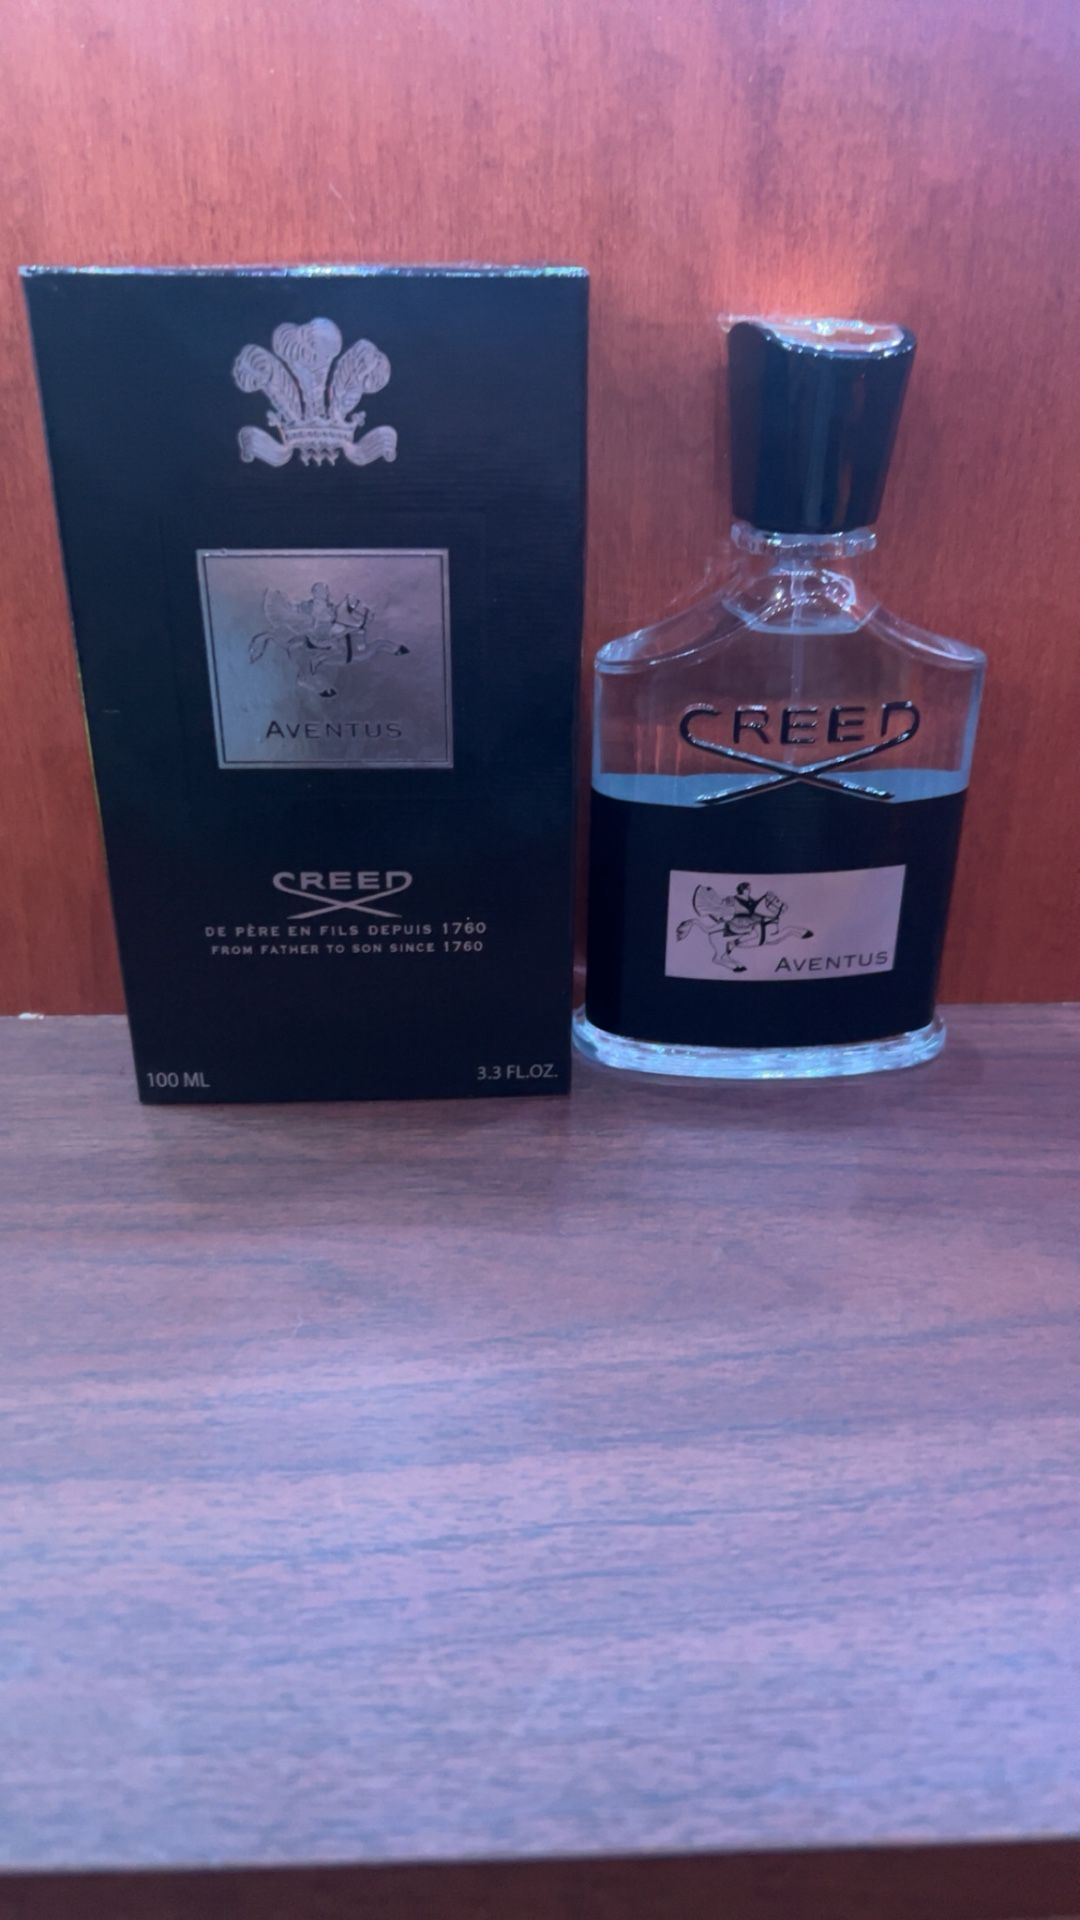 AVENTUS
CREED
DE PÈRE EN FILS DEPUIS 1760
FROM FATHER TO SON SINCE 1760
100 ML
3.3 FL.OZ.
CREED
AVENTUS